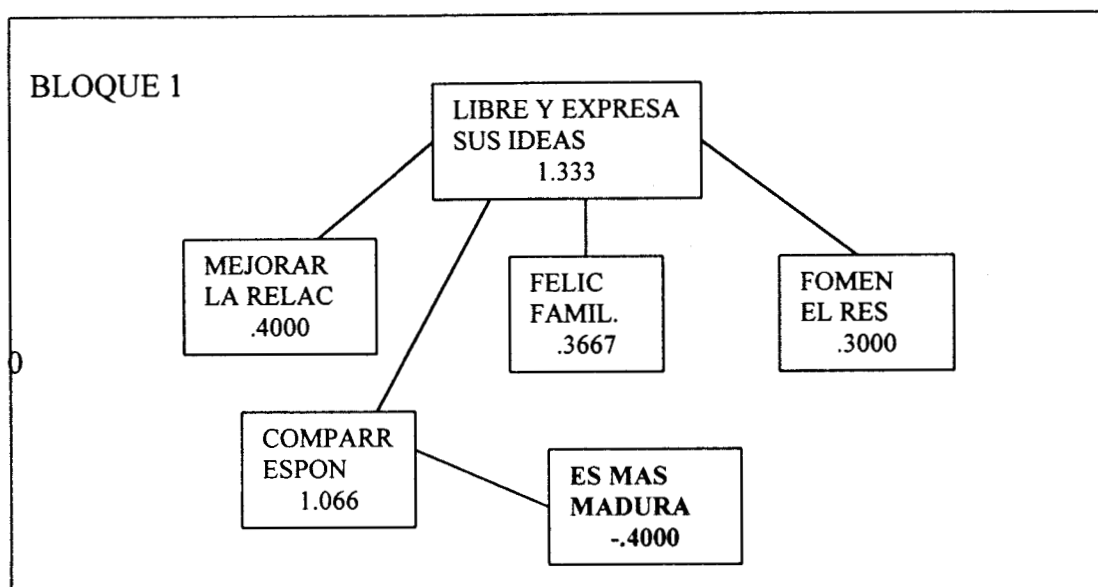 BLOQUE 1
LIBRE Y EXPRESA
SUS IDEAS
1.333
MEJORAR
LA RELAC
.4000
FELIC
FAMIL.
.3667
FOMEN
EL RES
.3000
0
COMPARR
ESPON
1.066
ES MAS
MADURA
-.4000